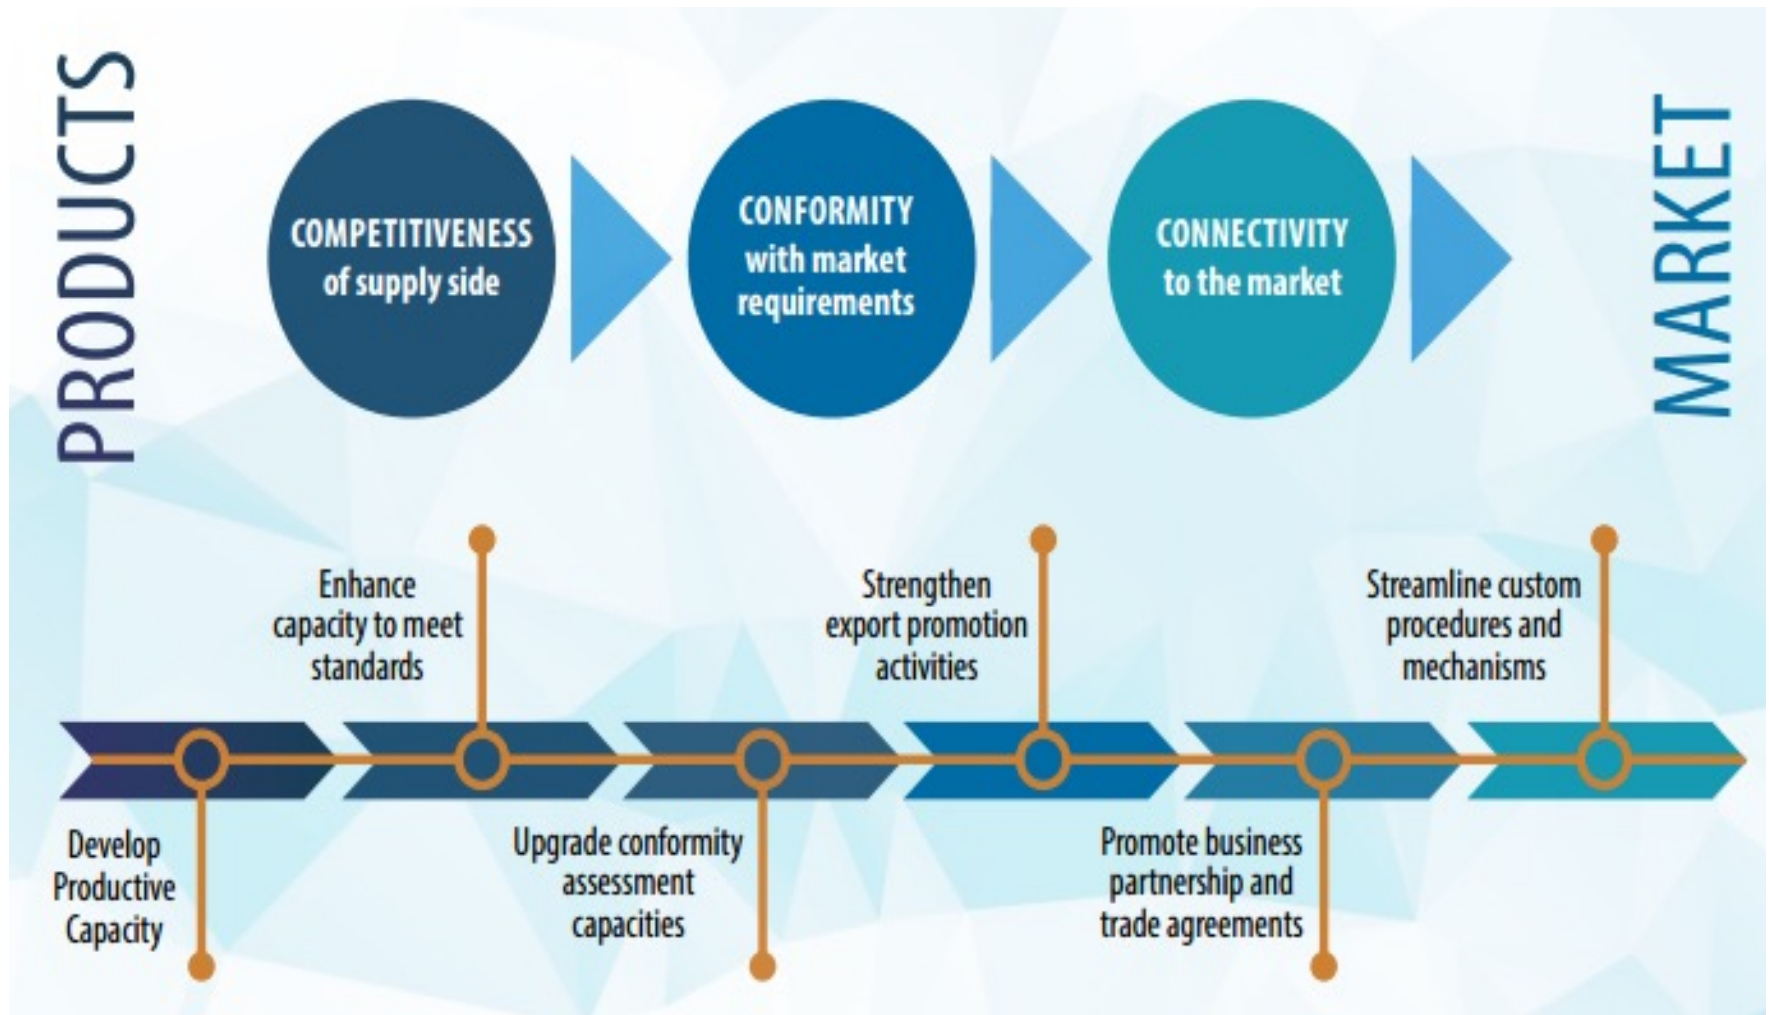 PRODUCTS
COMPETITIVENESS
of supply side
CONFORMITY
with market
requirements
CONNECTIVITY
to the market
MARKET
Enhance
capacity to meet
standards
Strengthen
export promotion
activities
Streamline custom
procedures and
mechanisms
Develop
Productive
Capacity
Upgrade conformity
assessment
capacities
Promote business
partnership and
trade agreements